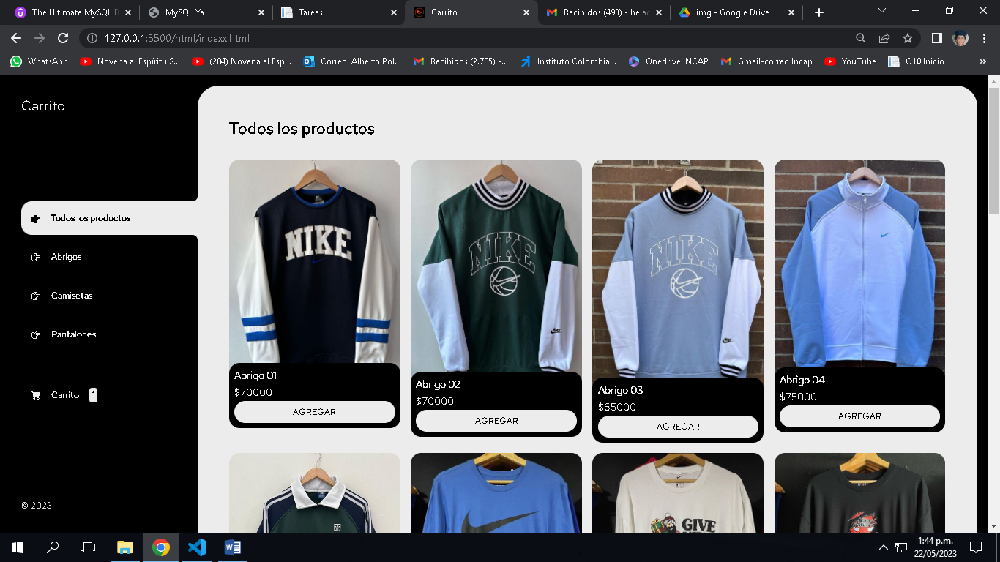 The Ultimate MySQL B
MySQL Ya
Tareas
Carrito
Recibidos (493) - helac
img - Google Drive
127.0.0.1:5500/html/indexx.html
WhatsApp
Novena al Espíritu S...
(284) Novena al Esp...
Correo: Alberto Pol...
Recibidos (2.785) -...
Instituto Colombia...
Onedrive INCAP
Gmail-correo Incap
YouTube
Q10 Inicio
Carrito
Todos los productos
Abrigos
Camisetas
Pantalones
Carrito 1
© 2023
Todos los productos
NIKE
Abrigo 01
$70000
AGREGAR
NIKE
Abrigo 02
$70000
AGREGAR
NIKE
Abrigo 03
$65000
AGREGAR
Abrigo 04
$75000
AGREGAR
GIVE
1:44 p.m.
22/05/2023